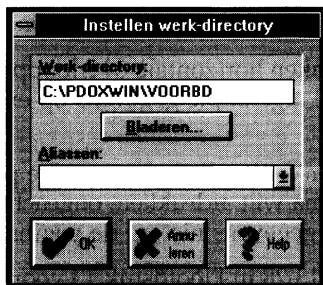 Instellen werk-directory
Werk-directory:
C:\PDOXWIN\VOORBD
Bladeren...
Aliassen:
OK
Annu
leren
Help